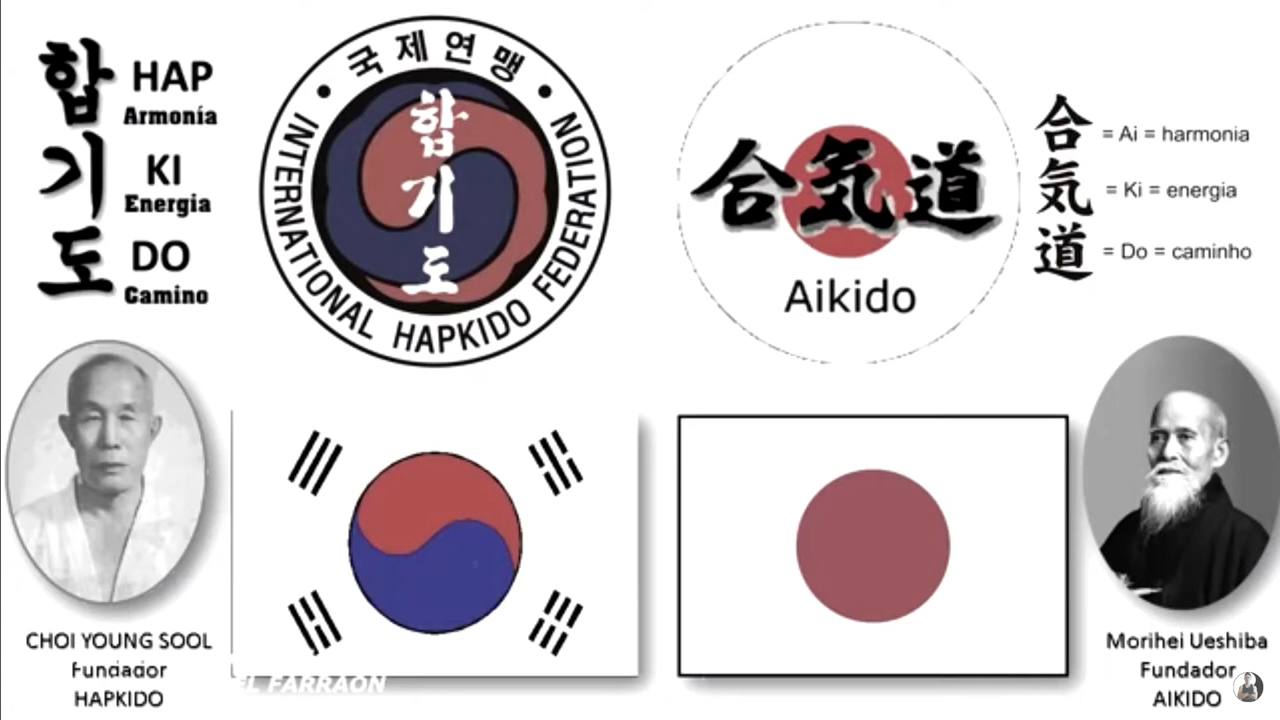 합 HAP
Armonía
기 KI
Energia
도 DO
Camino
국제연맹
합
기
도
INTERNATIONAL HAPKIDO FEDERATION
合気道
Aikido
合 = Ai = harmonia
気 = Ki = energia
道 = Do = caminho
CHOI YOUNG SOOL
Fundador
HAPKIDO
EL FARRAON
Morihei Ueshiba
Fundador
AIKIDO